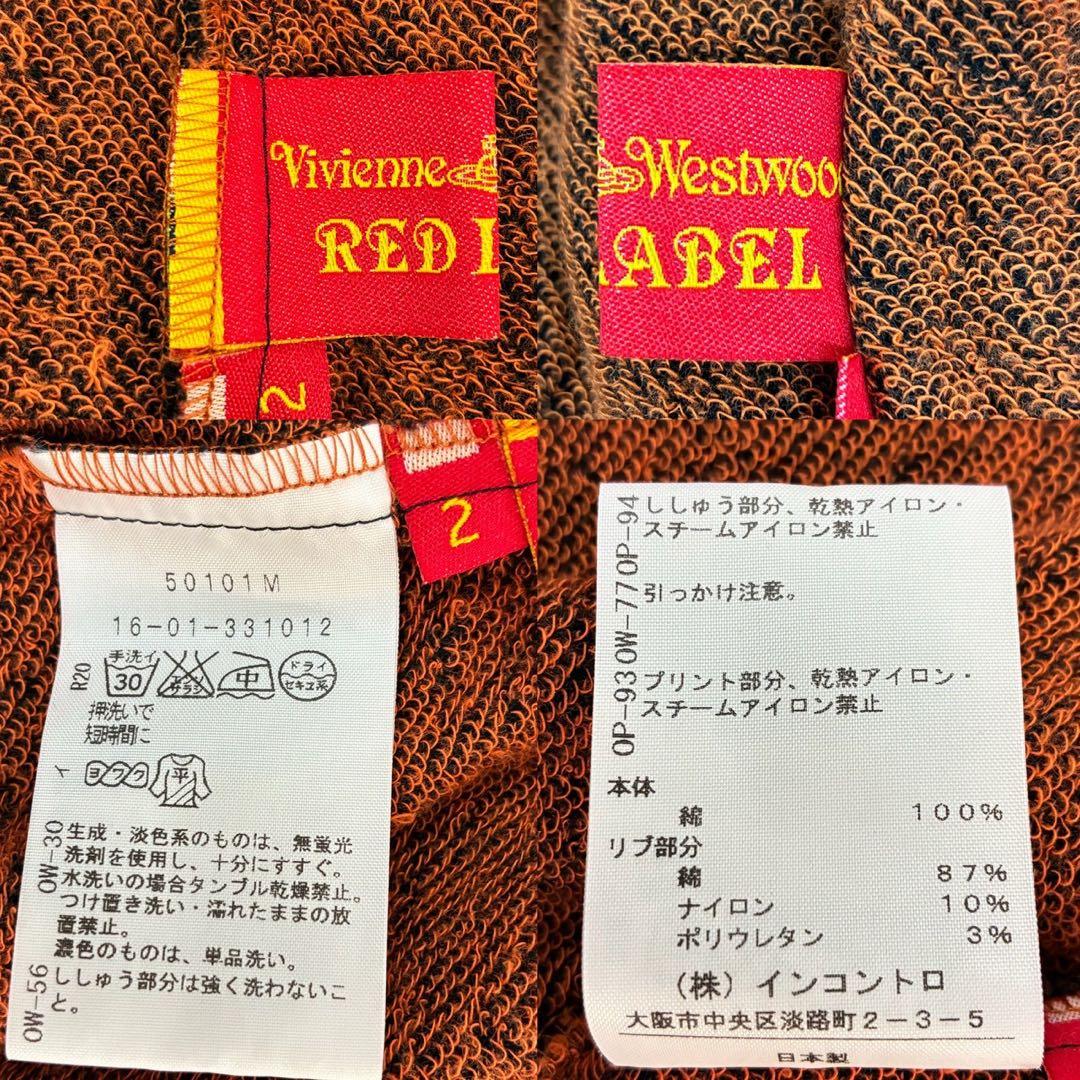 Vivienne
RED L
2
Westwoo
LABEL
2
50101M
16-01-331012
R20
手洗イ
30
エンソ
サラシ
中
ドライ
セキユ系
押洗いで
短時間に
ヨワク
平
OW-30
生成・淡色系のものは、無蛍光
洗剤を使用し、十分にすすぐ。
水洗いの場合タンブル乾燥禁止。
つけ置き洗い・濡れたままの放
置禁止。
濃色のものは、単品洗い。
OW-56
ししゅう部分は強く洗わないこ
と。
OP-94
ししゅう部分、乾熱アイロン・
スチームアイロン禁止
OW-77
引っかけ注意。
OP-93
プリント部分、乾熱アイロン・
スチームアイロン禁止
本体
綿 100%
リブ部分
綿 87%
ナイロン 10%
ポリウレタン 3%
(株)インコントロ
大阪市中央区淡路町2-3-5
日本製